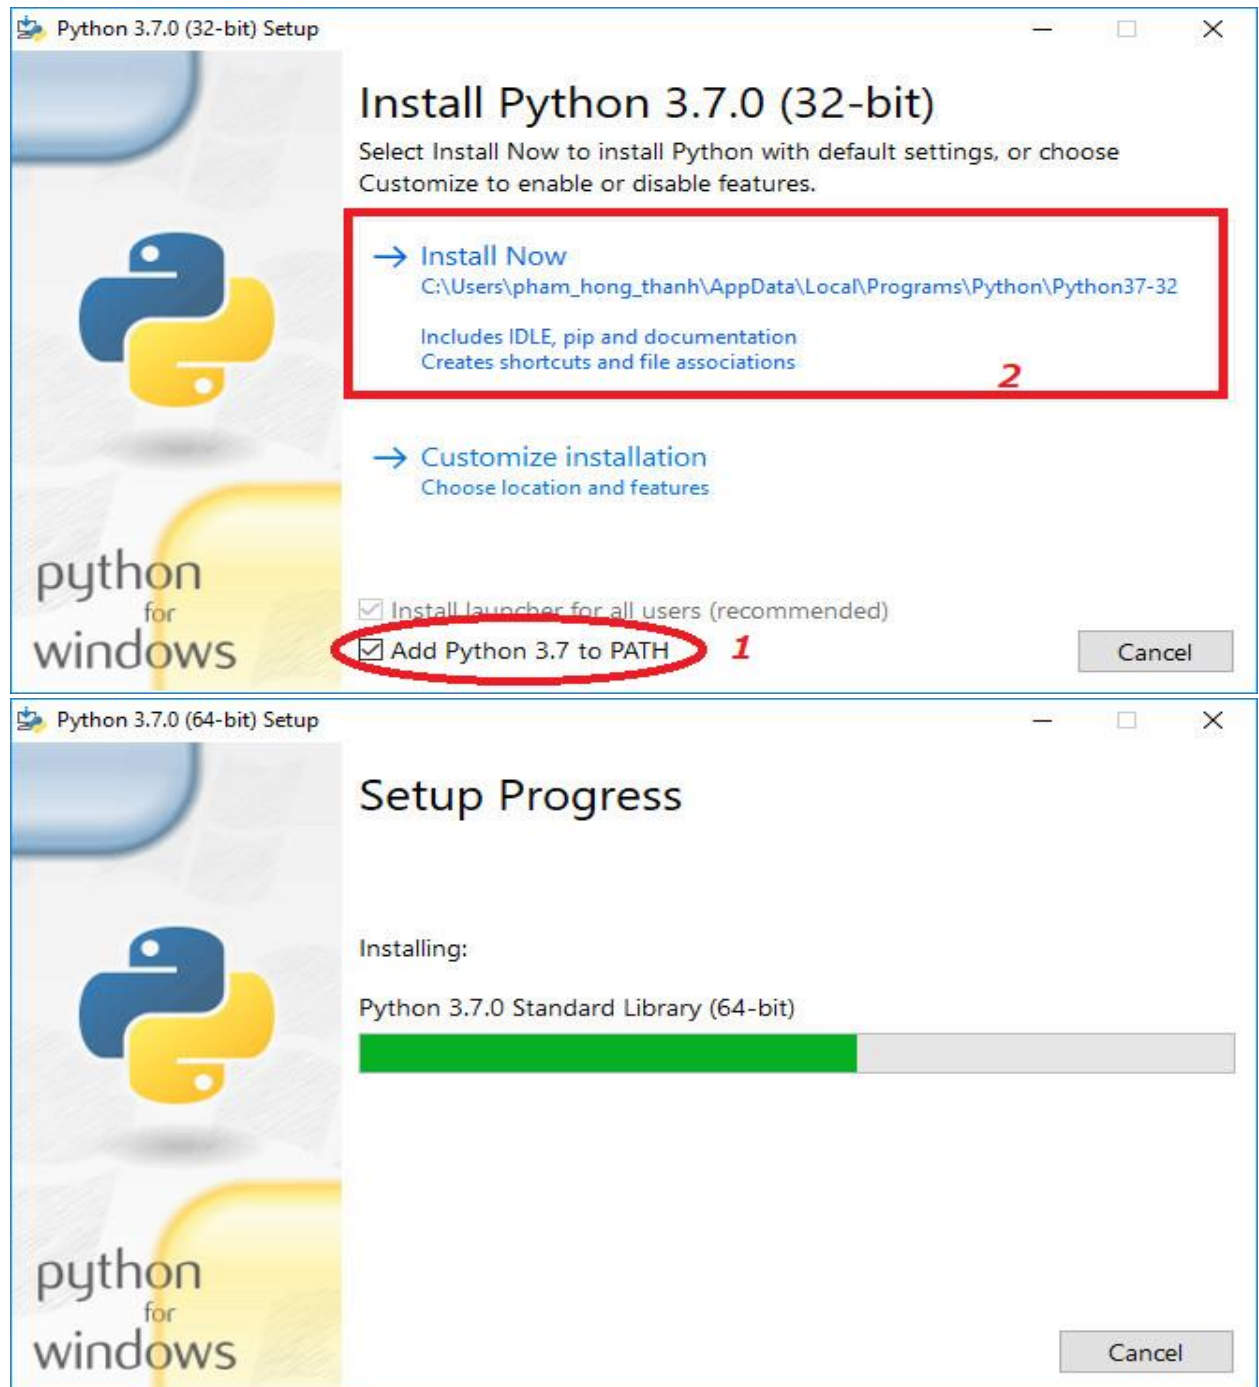 Python 3.7.0 (32-bit) Setup
Install Python 3.7.0 (32-bit)
Select Install Now to install Python with default settings, or choose
Customize to enable or disable features.
Install Now
C:\Users\pham_hong_thanh\AppData\Local\Programs\Python\Python37-32
Includes IDLE, pip and documentation
Creates shortcuts and file associations
2
Customize installation
Choose location and features
python
for
windows
Install launcher for all users (recommended)
Add Python 3.7 to PATH 1
Cancel
Python 3.7.0 (64-bit) Setup
Setup Progress
Installing:
Python 3.7.0 Standard Library (64-bit)
python
for
windows
Cancel